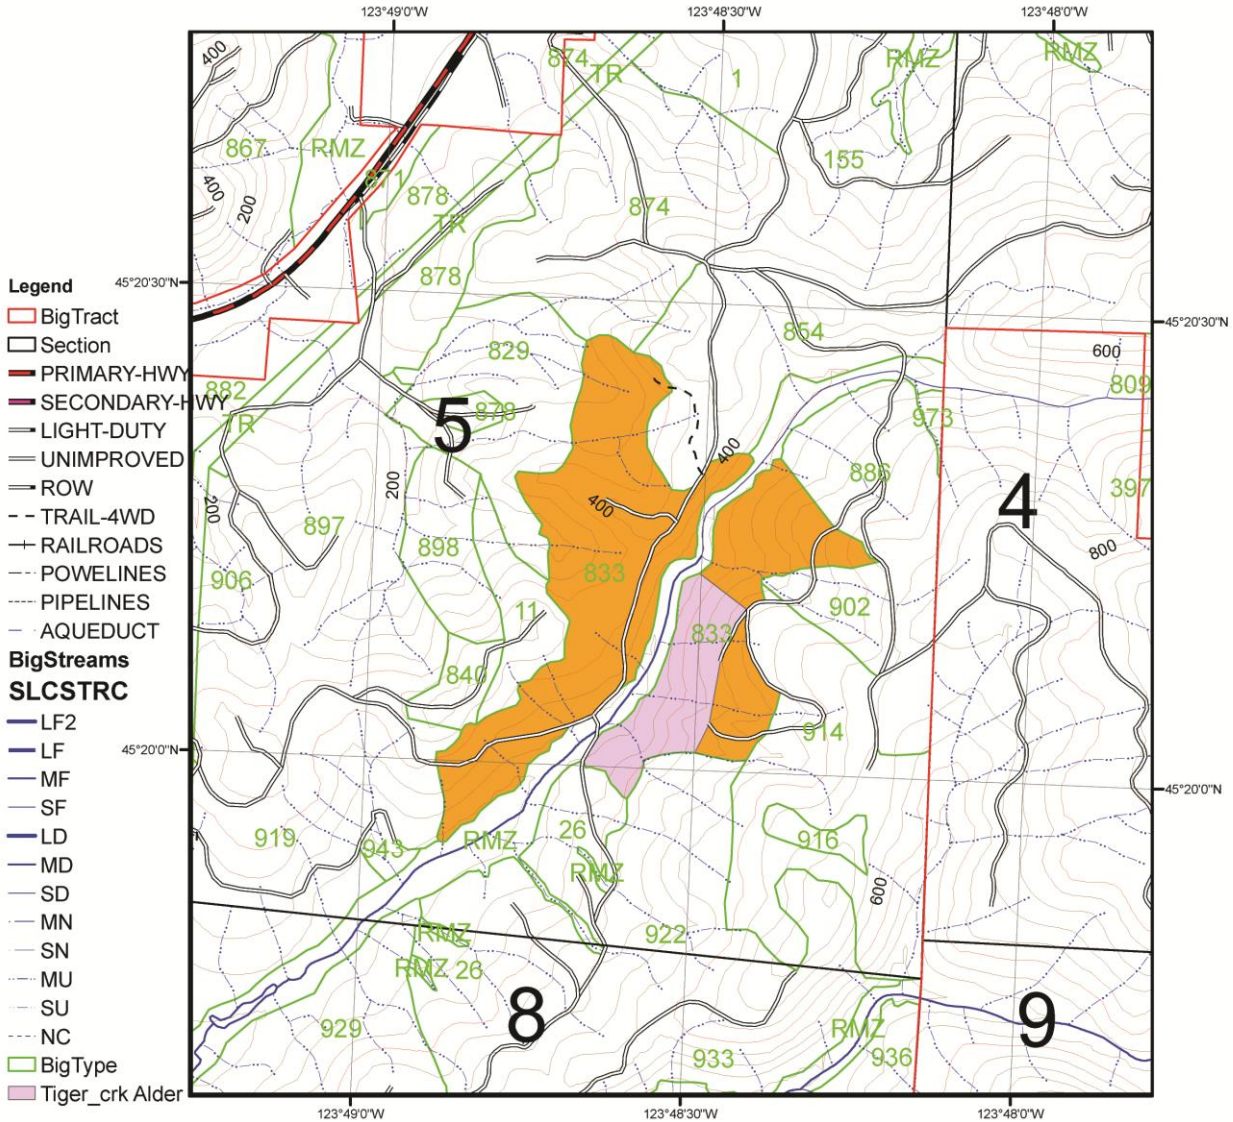 123°49'0"W
123°48'30"W
123°48'0"W
400
874
TR
1
RMZ
RMZ
867
RMZ
871
155
400
200
878
TR
874
878
45°20'30"N
45°20'30"N
Legend
BigTract
Section
PRIMARY-HWY
SECONDARY-HWY
LIGHT-DUTY
UNIMPROVED
ROW
TRAIL-4WD
RAILROADS
POWELINES
PIPELINES
AQUEDUCT
BigStreams
SLCSTRC
LF2
LF
MF
SF
LD
MD
SD
MN
SN
MU
SU
NC
BigType
Tiger_crk Alder
854
829
600
882
809
TR
878
5
973
400
886
200
397
4
200
897
400
898
800
906
833
11
902
833
840
914
45°20'0"N
45°20'0"N
919
943
RMZ
26
916
RMZ
600
RMZ
922
RMZ
26
8
9
929
RMZ
933
936
123°49'0"W
123°48'30"W
123°48'0"W